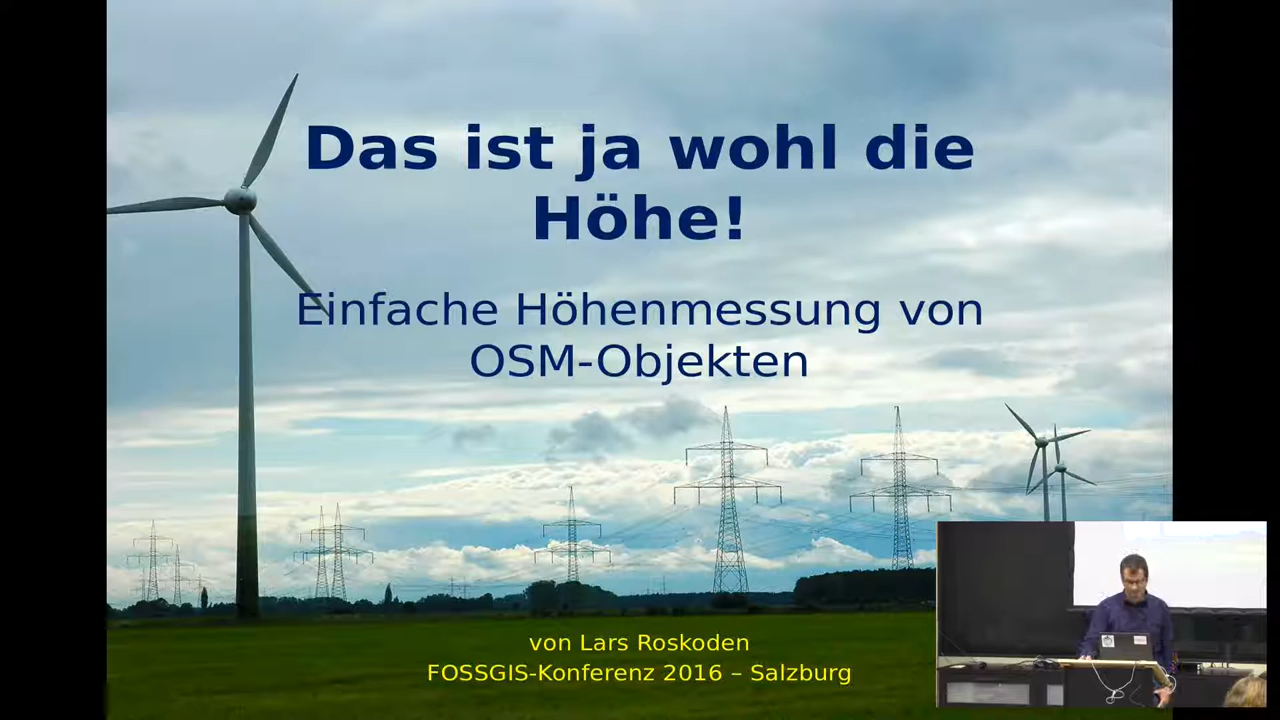 Das ist ja wohl die
Höhe!
Einfache Höhenmessung von
OSM-Objekten
von Lars Roskoden
FOSSGIS-Konferenz 2016 – Salzburg